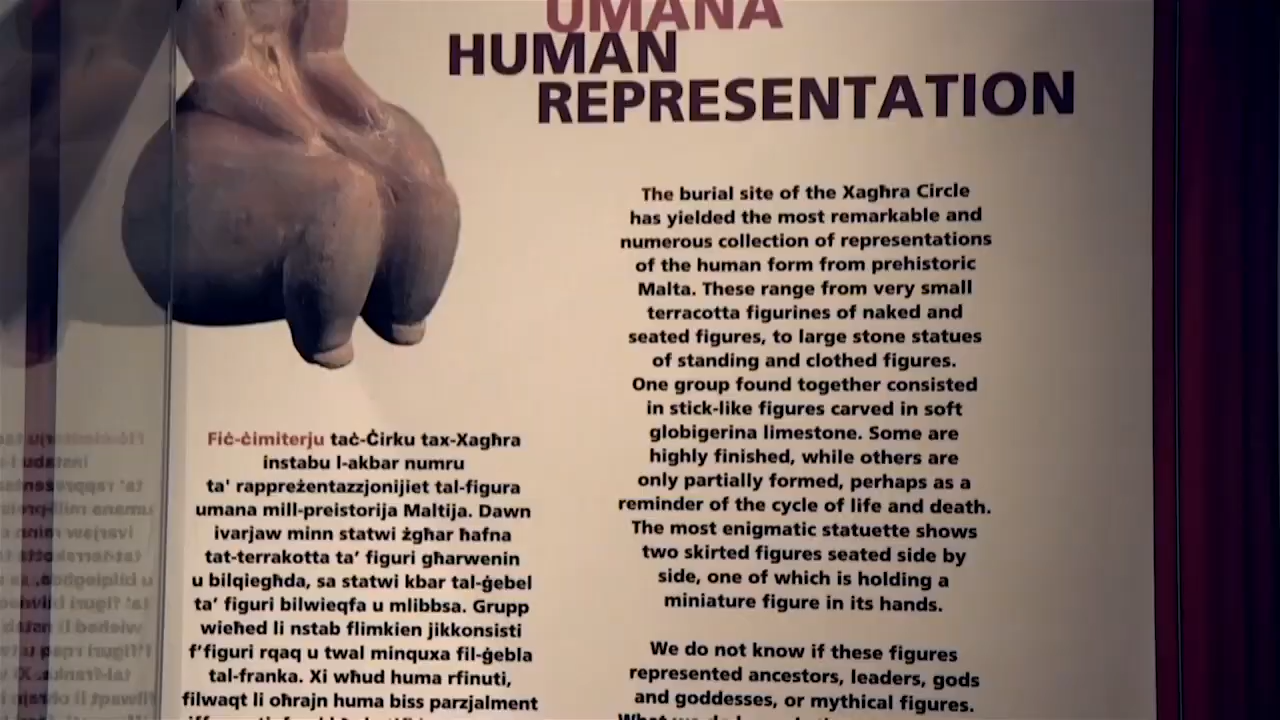 UMANA
HUMAN
REPRESENTATION
The burial site of the Xagħra Circle
has yielded the most remarkable and
numerous collection of representations
of the human form from prehistoric
Malta. These range from very small
terracotta figurines of naked and
seated figures, to large stone statues
of standing and clothed figures.
One group found together consisted
in stick-like figures carved in soft
globigerina limestone. Some are
highly finished, while others are
only partially formed, perhaps as a
reminder of the cycle of life and death.
The most enigmatic statuette shows
two skirted figures seated side by
side, one of which is holding a
miniature figure in its hands.
We do not know if these figures
represented ancestors, leaders, gods
and goddesses, or mythical figures.
Fiċ-ċimiterju taċ-Ċirku tax-Xagħra
instabu l-akbar numru
ta' rappreżentazzjonijiet tal-figura
umana mill-preistorija Maltija. Dawn
ivarjaw minn statwi żgħar ħafna
tat-terrakotta ta' figuri għarwenin
u bilqiegħda, sa statwi kbar tal-ġebel
ta' figuri bilwieqfa u mlibbsa. Grupp
wieħed li nstab flimkien jikkonsisti
f'figuri rqaq u twal minquxa fil-ġebla
tal-franka. Xi wħud huma rfinuti,
filwaqt li oħrajn huma biss parzjalment